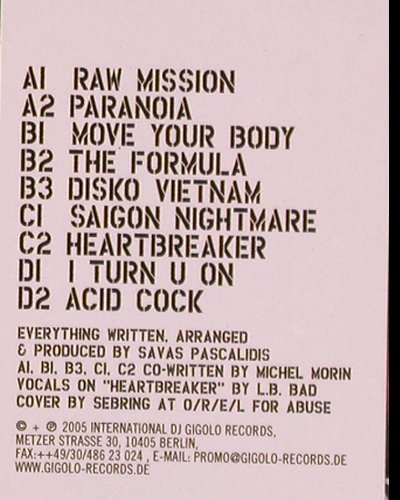 A1 RAW MISSION
A2 PARANOIA
B1 MOVE YOUR BODY
B2 THE FORMULA
B3 DISKO VIETNAM
C1 SAIGON NIGHTMARE
C2 HEARTBREAKER
D1 I TURN U ON
D2 ACID COCK
EVERYTHING WRITTEN, ARRANGED
& PRODUCED BY SAVAS PASCALIDIS
A1, B1, B3, C1, C2 CO-WRITTEN BY MICHEL MORIN
VOCALS ON "HEARTBREAKER" BY L.B. BAD
COVER BY SEBRING AT O/R/E/L FOR ABUSE
© + ℗ 2005 INTERNATIONAL DJ GIGOLO RECORDS,
METZER STRASSE 30, 10405 BERLIN,
FAX:++49/30/486 23 024 , E-MAIL: PROMO@GIGOLO-RECORDS.DE
WWW.GIGOLO-RECORDS.DE